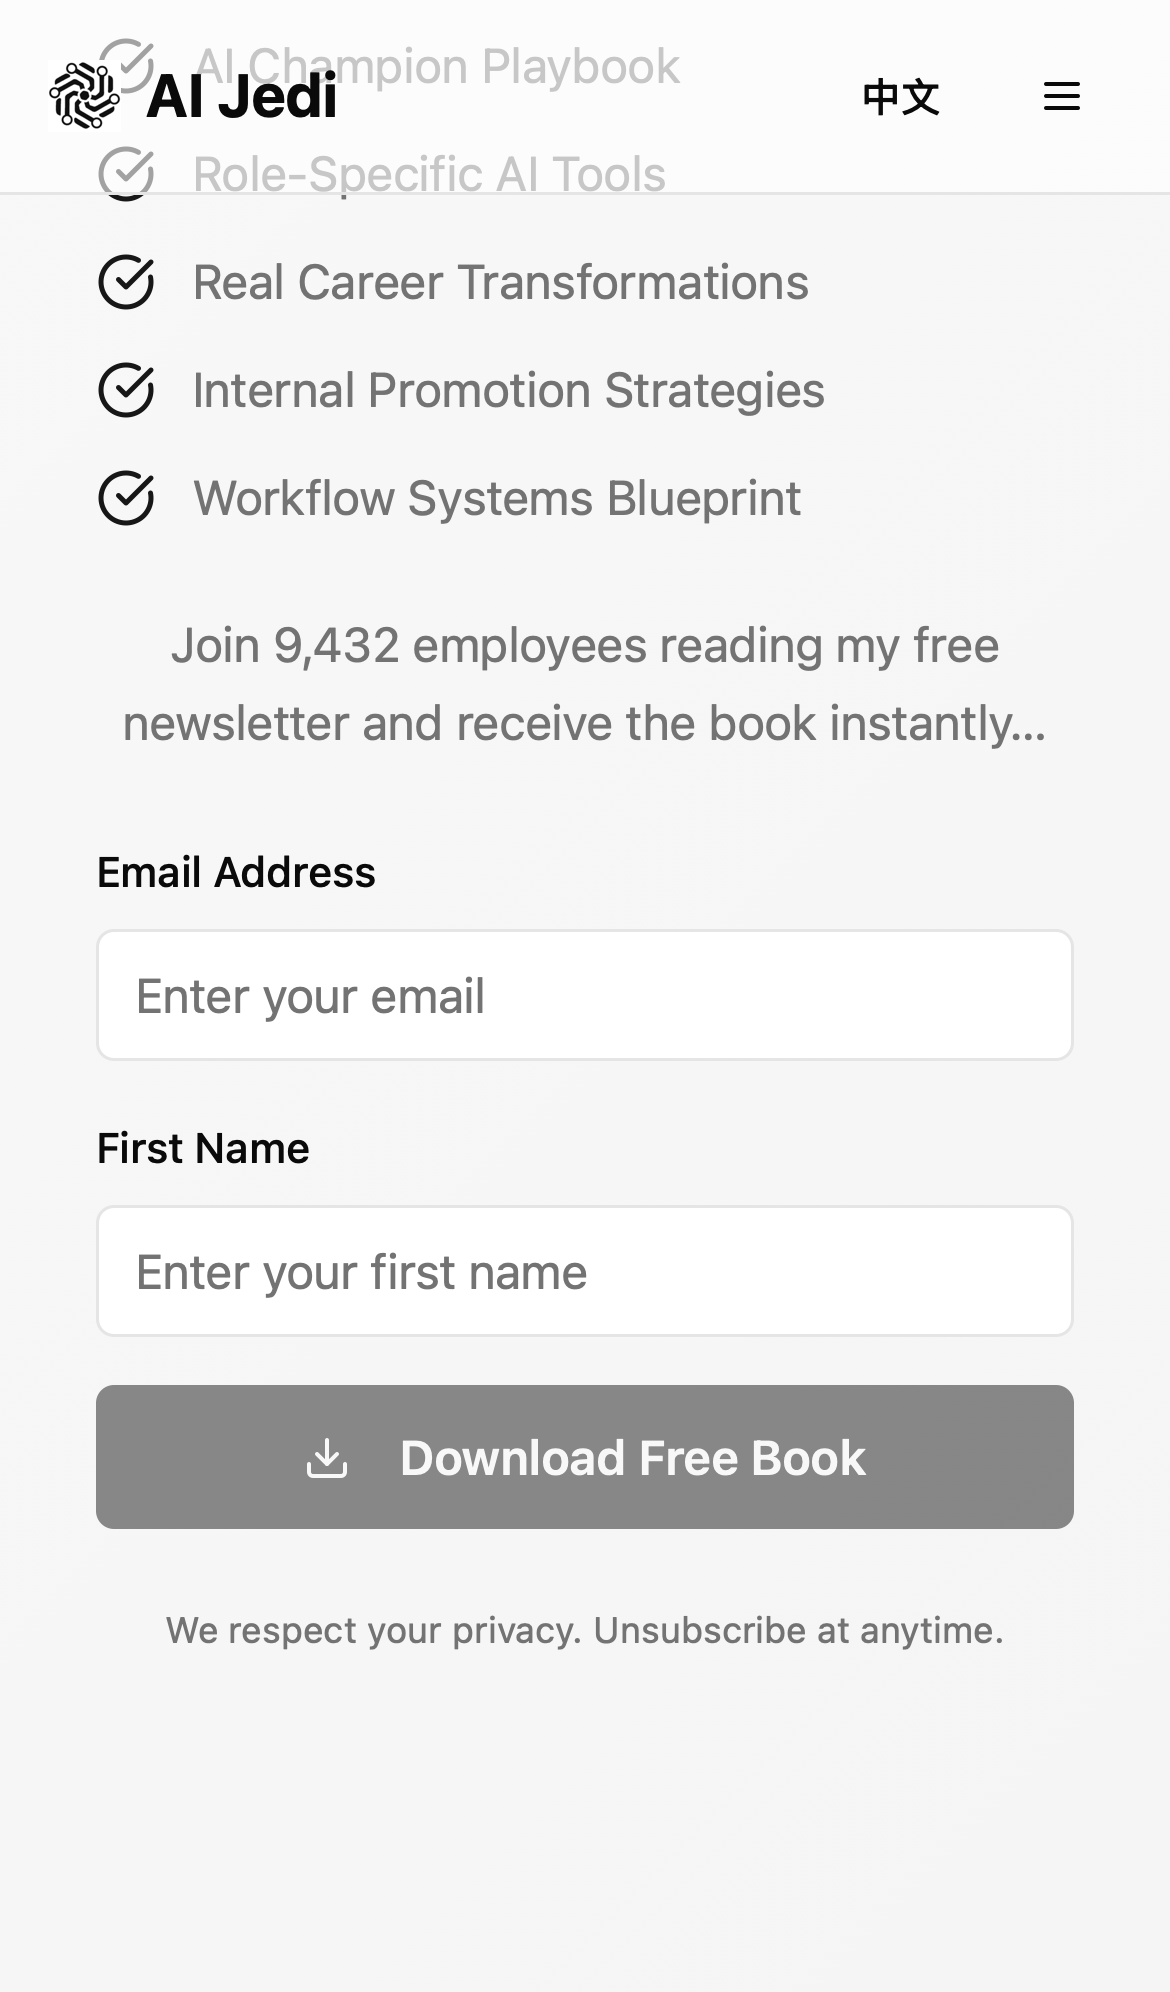 AI Champion Playbook
AI Jedi
中文
Role-Specific AI Tools
Real Career Transformations
Internal Promotion Strategies
Workflow Systems Blueprint
Join 9,432 employees reading my free
newsletter and receive the book instantly...
Email Address
Enter your email
First Name
Enter your first name
Download Free Book
We respect your privacy. Unsubscribe at anytime.